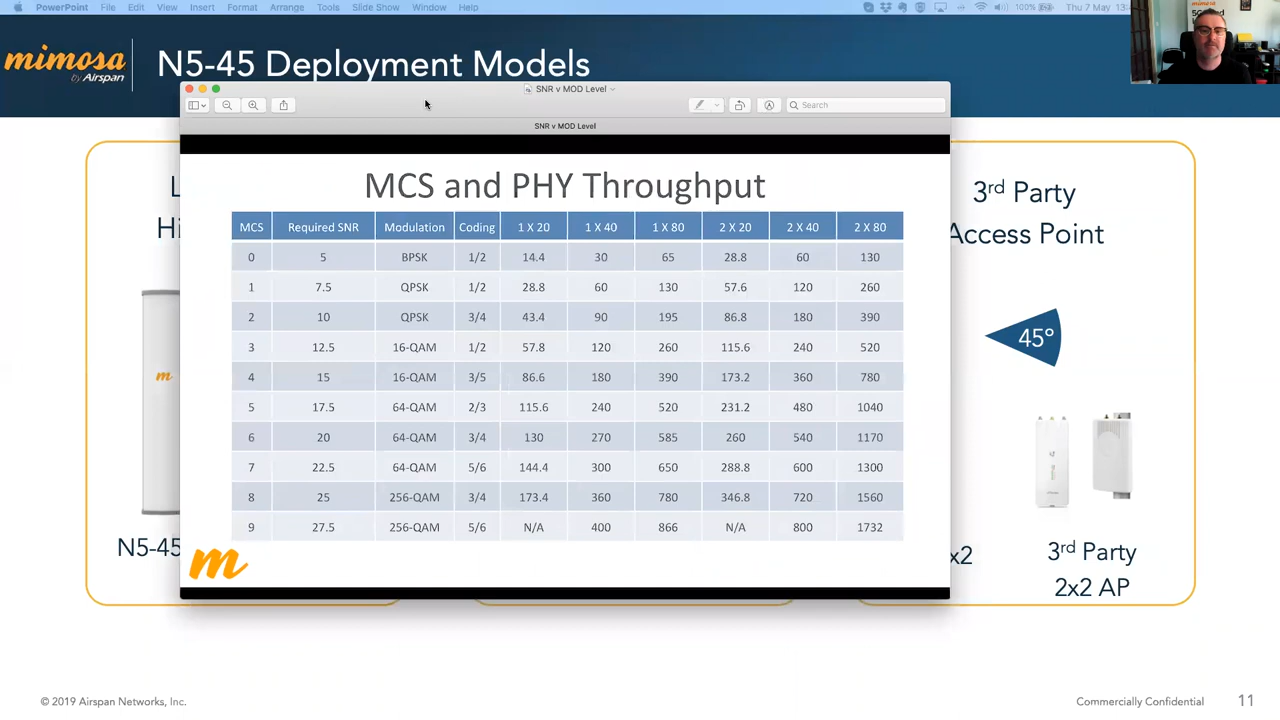 PowerPoint File Edit View Insert Format Arrange Tools Slide Show Window Help 100% Thu 7 May
mimosa
by Airspan
N5-45 Deployment Models
SNR v MOD Level
Search
SNR v MOD Level
MCS and PHY Throughput
MCS Required SNR Modulation Coding 1 X 20 1 X 40 1 X 80 2 X 20 2 X 40 2 X 80
0 5 BPSK 1/2 14.4 30 65 28.8 60 130
1 7.5 QPSK 1/2 28.8 60 130 57.6 120 260
2 10 QPSK 3/4 43.4 90 195 86.8 180 390
3 12.5 16-QAM 1/2 57.8 120 260 115.6 240 520
4 15 16-QAM 3/5 86.6 180 390 173.2 360 780
5 17.5 64-QAM 2/3 115.6 240 520 231.2 480 1040
6 20 64-QAM 3/4 130 270 585 260 540 1170
7 22.5 64-QAM 5/6 144.4 300 650 288.8 600 1300
8 25 256-QAM 3/4 173.4 360 780 346.8 720 1560
9 27.5 256-QAM 5/6 N/A 400 866 N/A 800 1732
m
L
Hi
m
N5-45
3rd Party
Access Point
45°
x2
3rd Party
2x2 AP
© 2019 Airspan Networks, Inc.
Commercially Confidential 11